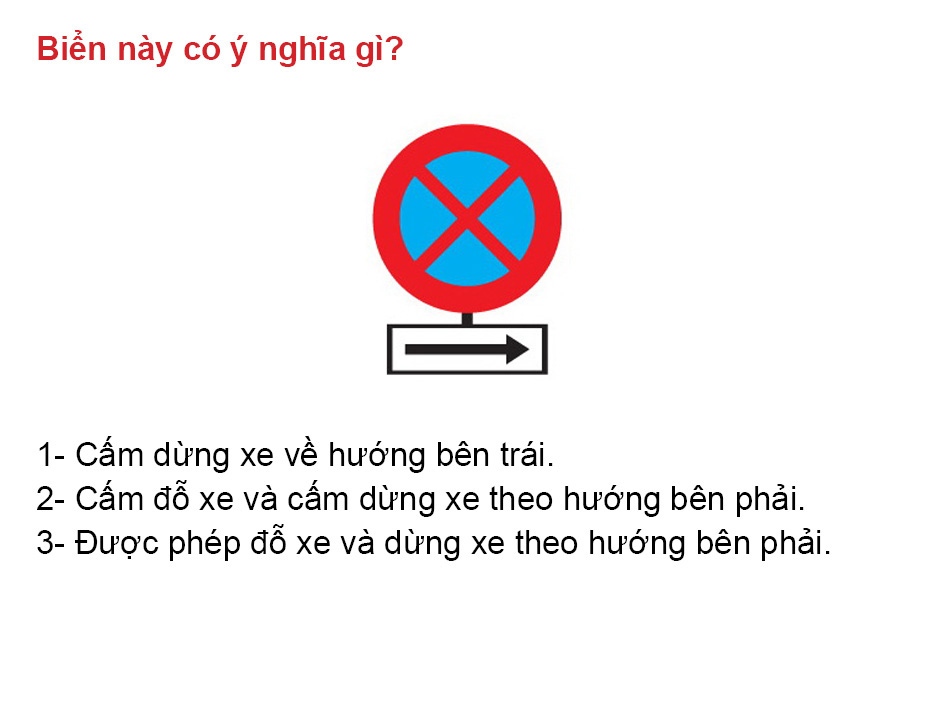 Biển này có ý nghĩa gì?
1- Cấm dừng xe về hướng bên trái.
2- Cấm đỗ xe và cấm dừng xe theo hướng bên phải.
3- Được phép đỗ xe và dừng xe theo hướng bên phải.